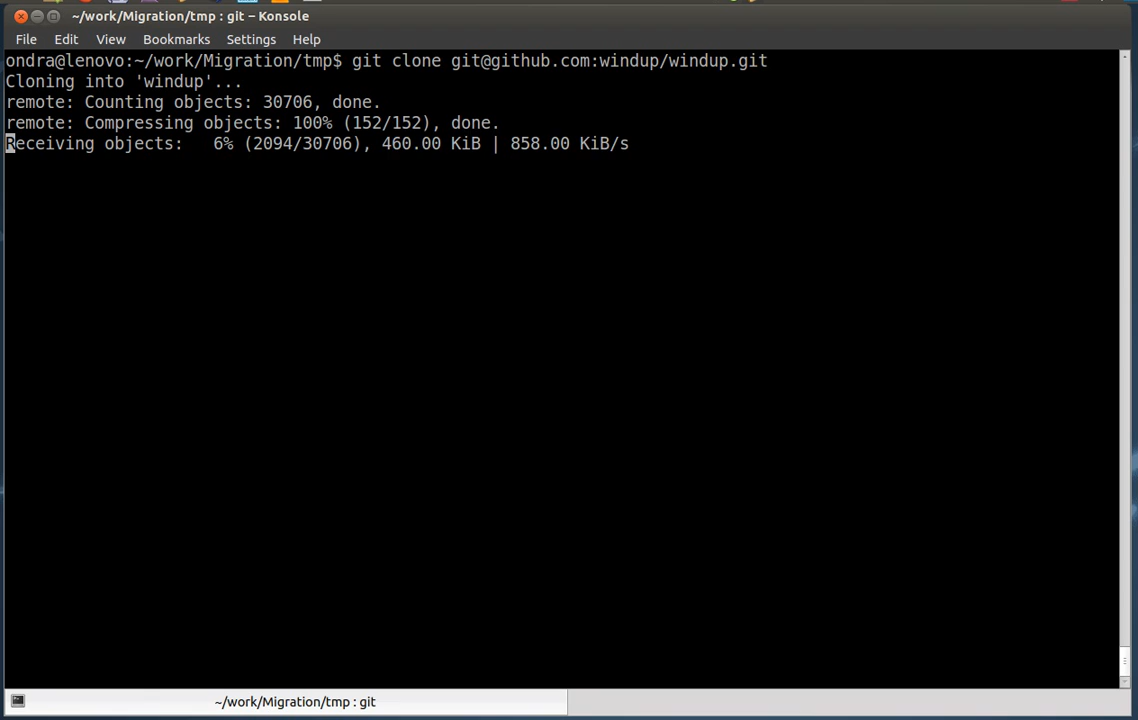 ~/work/Migration/tmp : git – Konsole
File Edit View Bookmarks Settings Help
ondra@lenovo:~/work/Migration/tmp$ git clone git@github.com:windup/windup.git
Cloning into 'windup'...
remote: Counting objects: 30706, done.
remote: Compressing objects: 100% (152/152), done.
Receiving objects:   6% (2094/30706), 460.00 KiB | 858.00 KiB/s
~/work/Migration/tmp : git